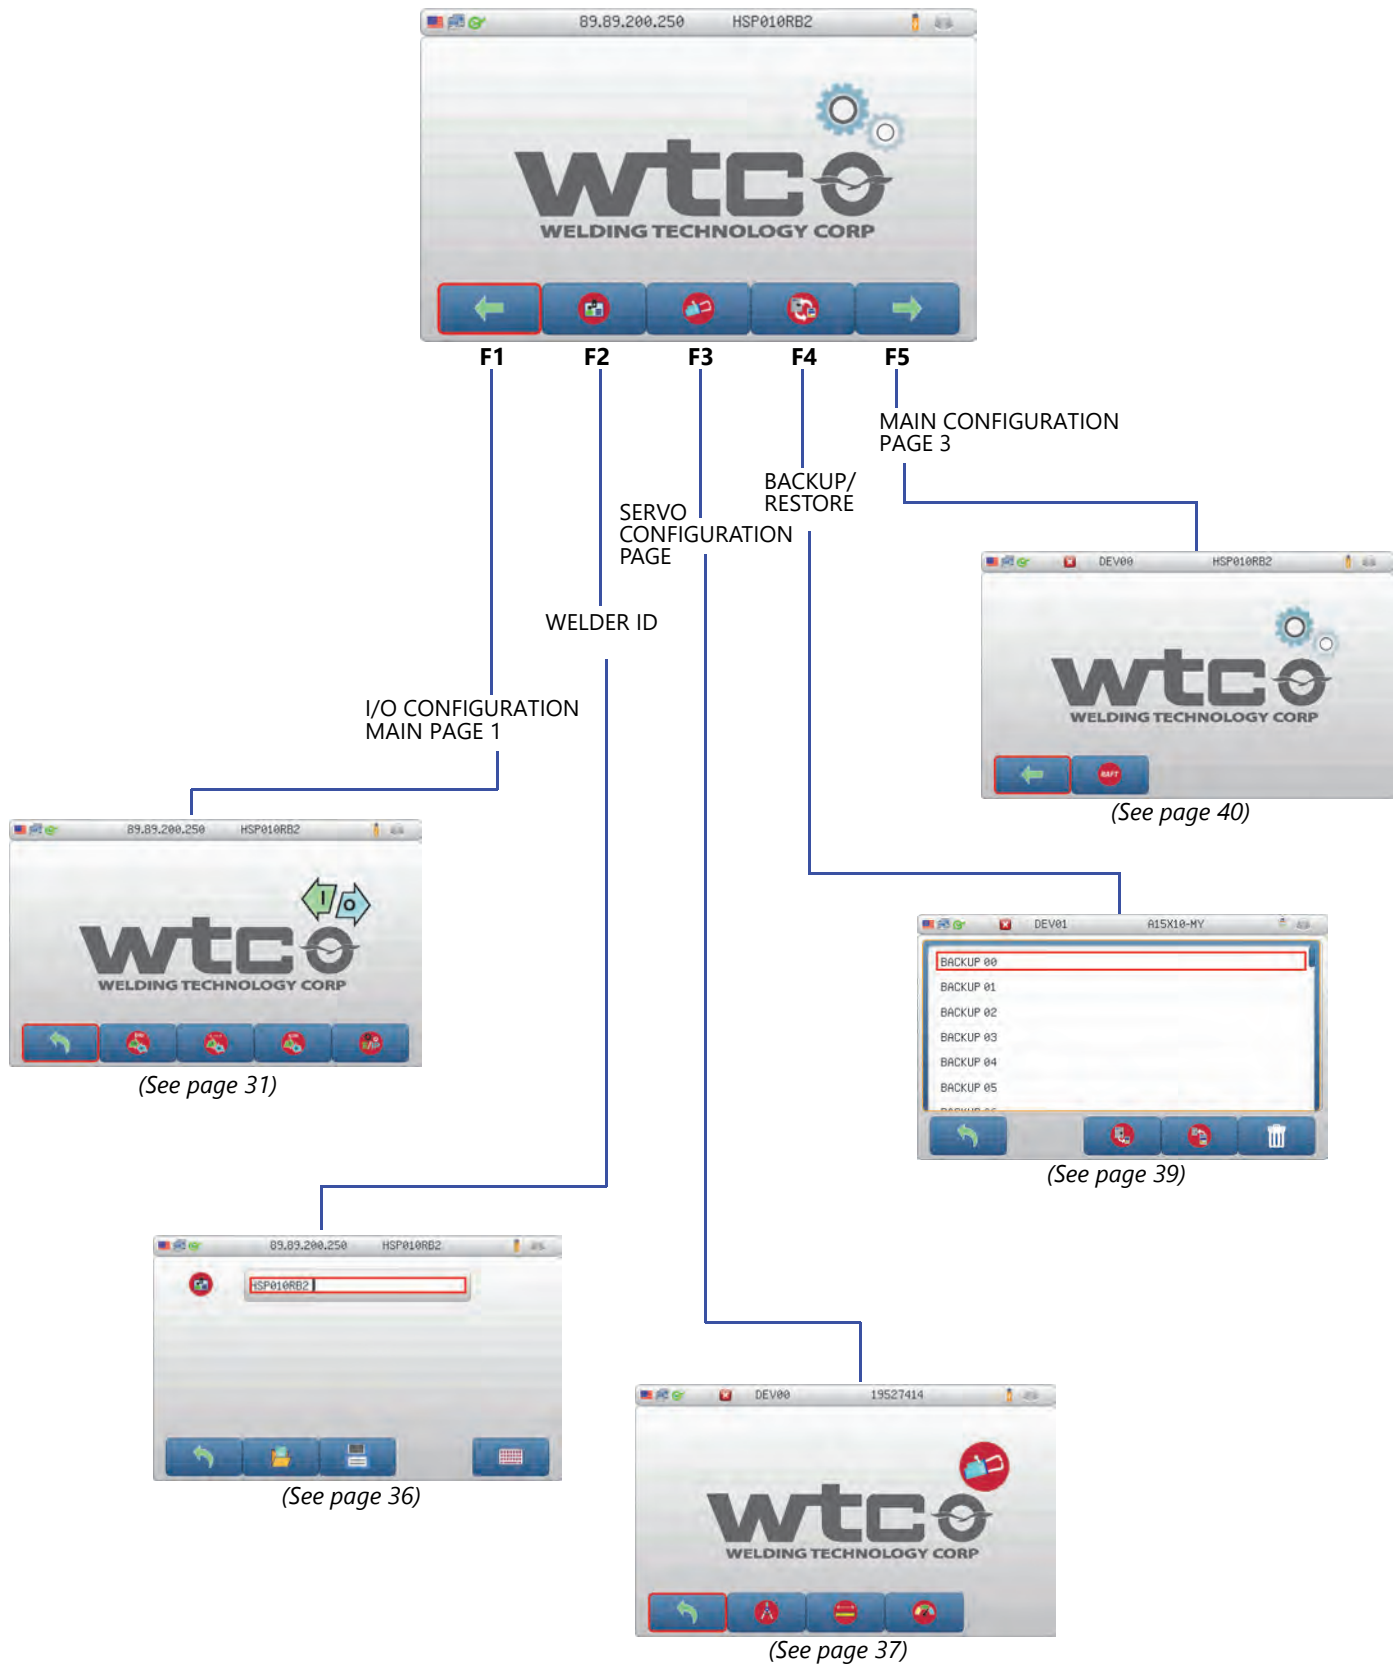 89.89.200.250 HSP010RB2
wtco
WELDING TECHNOLOGY CORP
F1 F2 F3 F4 F5
MAIN CONFIGURATION
PAGE 3
BACKUP/
RESTORE
SERVO
CONFIGURATION
PAGE
WELDER ID
I/O CONFIGURATION
MAIN PAGE 1
DEV00 HSP010RB2
wtco
WELDING TECHNOLOGY CORP
RAFT
(See page 40)
89.89.200.250 HSP010RB2
I/O
wtco
WELDING TECHNOLOGY CORP
(See page 31)
DEV01 A15X10-MY
BACKUP 00
BACKUP 01
BACKUP 02
BACKUP 03
BACKUP 04
BACKUP 05
(See page 39)
89.89.200.250 HSP010RB2
HSP010RB2
(See page 36)
DEV00 19527414
wtco
WELDING TECHNOLOGY CORP
(See page 37)